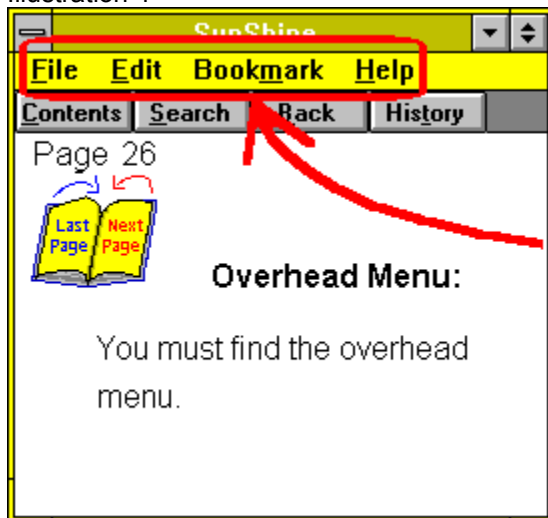 SunShine
File Edit Bookmark Help
Contents Search Back History
Page 26
Last Next
Page Page
Overhead Menu:
You must find the overhead
menu.